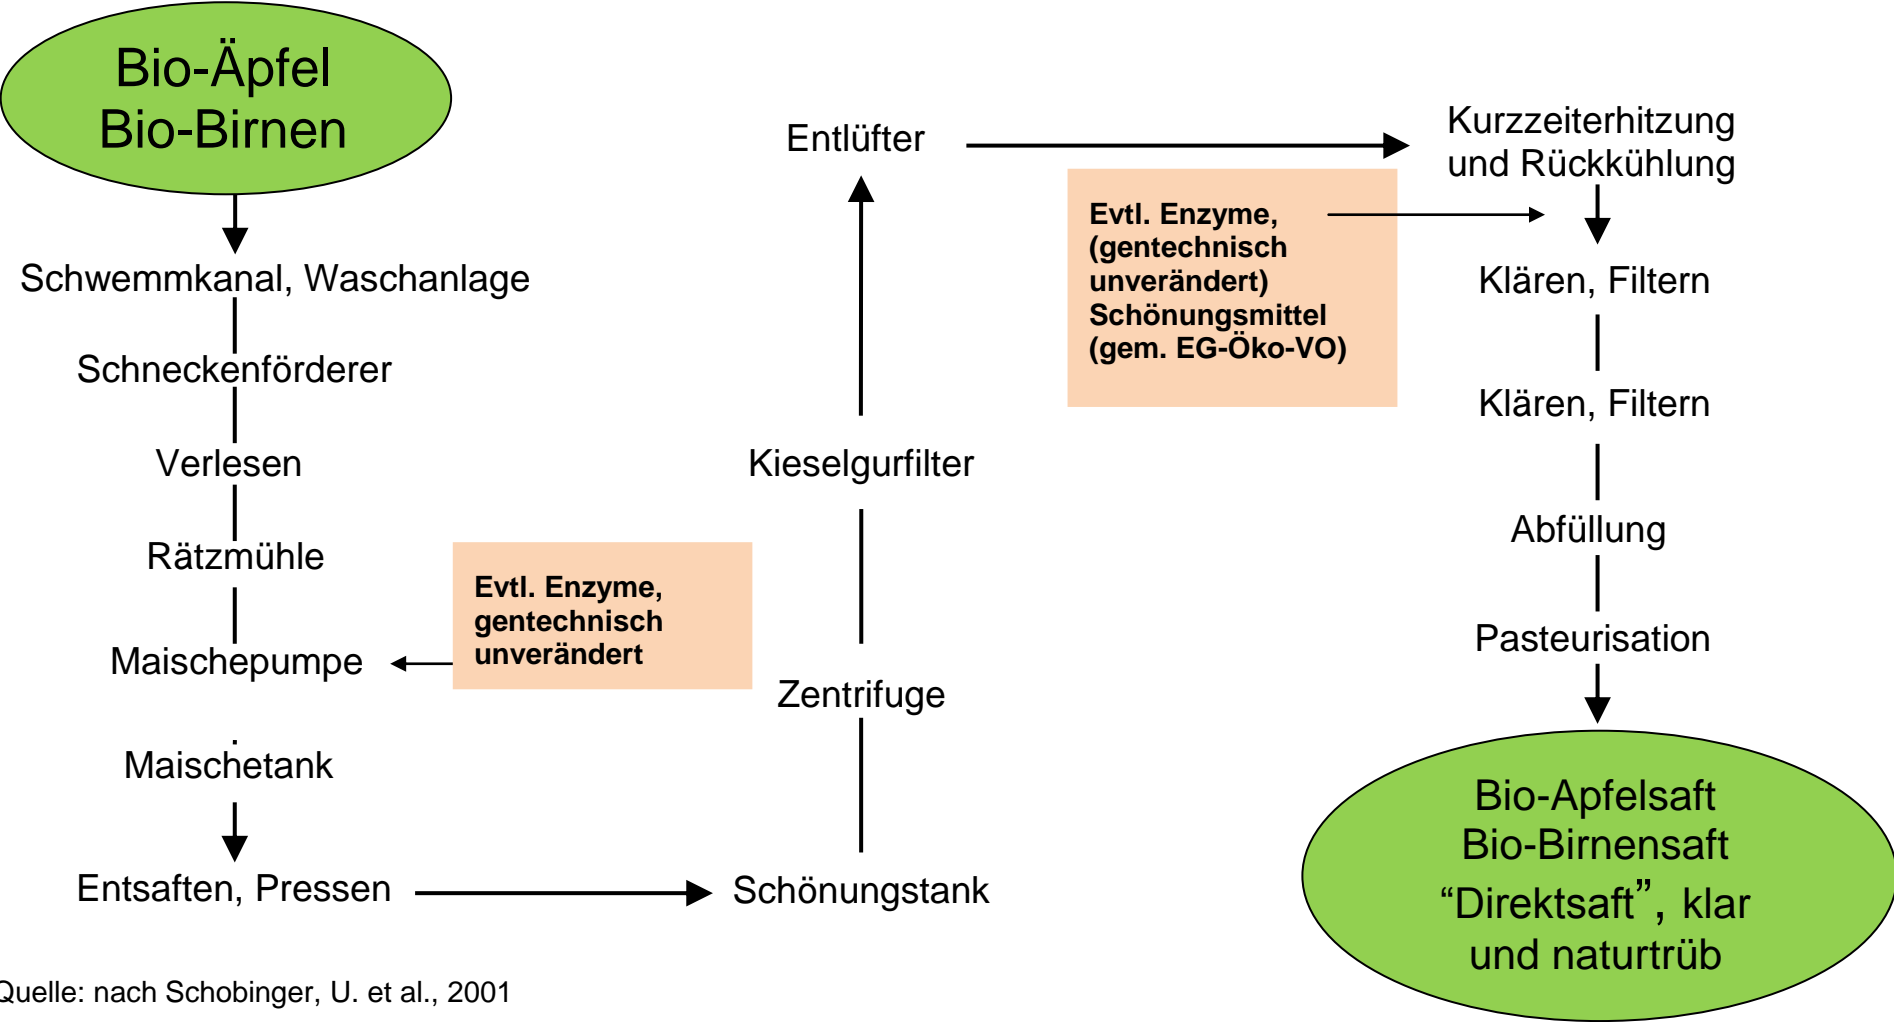 Bio-Äpfel
Bio-Birnen
Schwemmkanal, Waschanlage
Schneckenförderer
Verlesen
Rätzmühle
Maischepumpe
Evtl. Enzyme,
gentechnisch
unverändert
Maischetank
Entsaften, Pressen
Schönungstank
Zentrifuge
Kieselgurfilter
Entlüfter
Kurzzeiterhitzung
und Rückkühlung
Evtl. Enzyme,
(gentechnisch
unverändert)
Schönungsmittel
(gem. EG-Öko-VO)
Klären, Filtern
Klären, Filtern
Abfüllung
Pasteurisation
Bio-Apfelsaft
Bio-Birnensaft
“Direktsaft”, klar
und naturtrüb
Quelle: nach Schobinger, U. et al., 2001